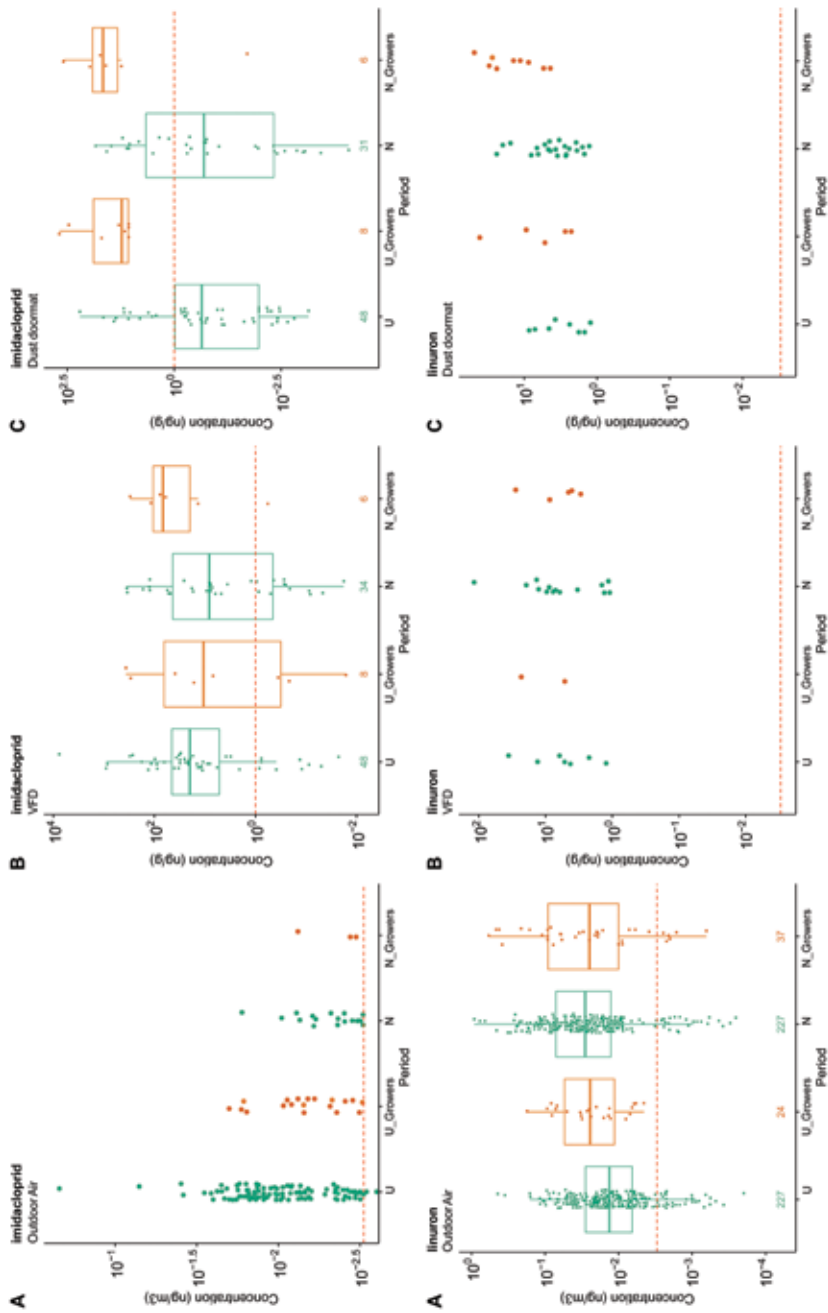 A
imidacloprid
Outdoor Air
Concentration (ng/m3)
10^-1
10^-1.5
10^-2
10^-2.5
U
U_Growers
N
N_Growers
Period
B
imidacloprid
VFD
Concentration (ng/g)
10^4
10^2
10^0
10^-2
48
8
34
6
U
U_Growers
N
N_Growers
Period
C
imidacloprid
Dust doormat
Concentration (ng/g)
10^2.5
10^0
10^-2.5
48
8
31
6
U
U_Growers
N
N_Growers
Period
A
linuron
Outdoor Air
Concentration (ng/m3)
10^0
10^-1
10^-2
10^-3
10^-4
227
24
227
37
U
U_Growers
N
N_Growers
Period
B
linuron
VFD
Concentration (ng/g)
10^2
10^1
10^0
10^-1
10^-2
U
U_Growers
N
N_Growers
Period
C
linuron
Dust doormat
Concentration (ng/g)
10^1
10^0
10^-1
10^-2
U
U_Growers
N
N_Growers
Period